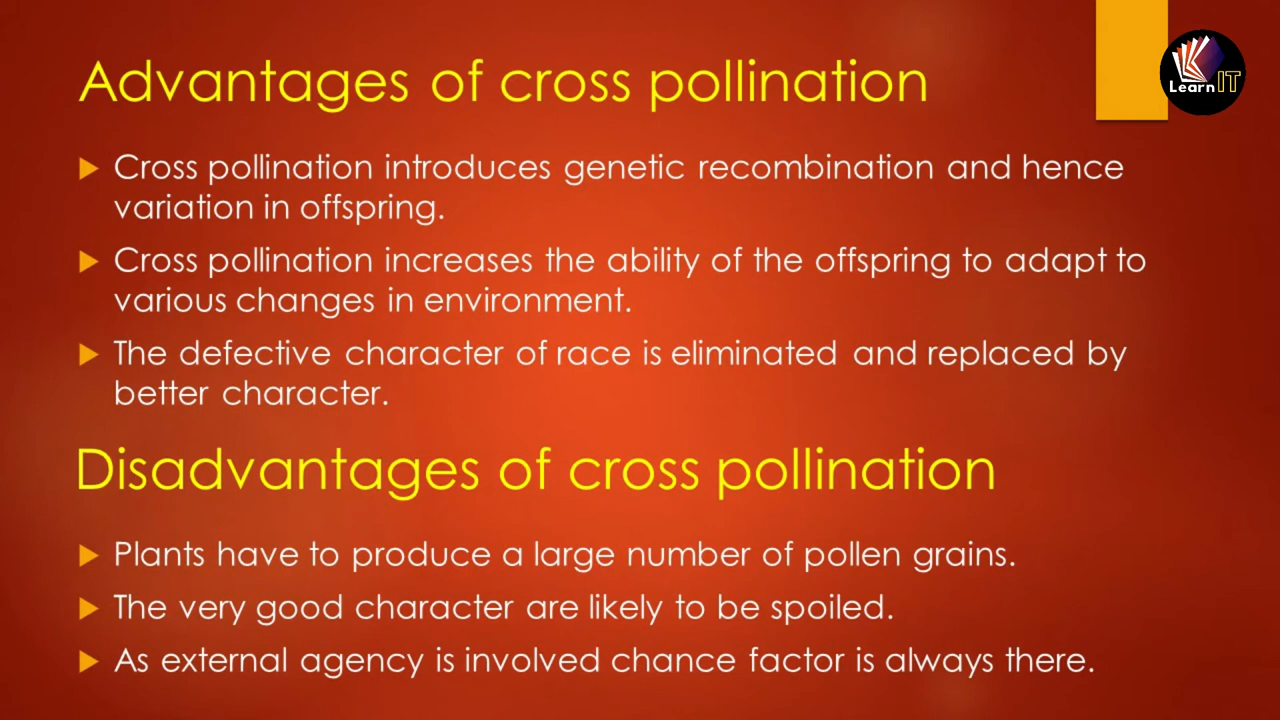 Advantages of cross pollination
LearnIT
Cross pollination introduces genetic recombination and hence
variation in offspring.
Cross pollination increases the ability of the offspring to adapt to
various changes in environment.
The defective character of race is eliminated and replaced by
better character.
Disadvantages of cross pollination
Plants have to produce a large number of pollen grains.
The very good character are likely to be spoiled.
As external agency is involved chance factor is always there.